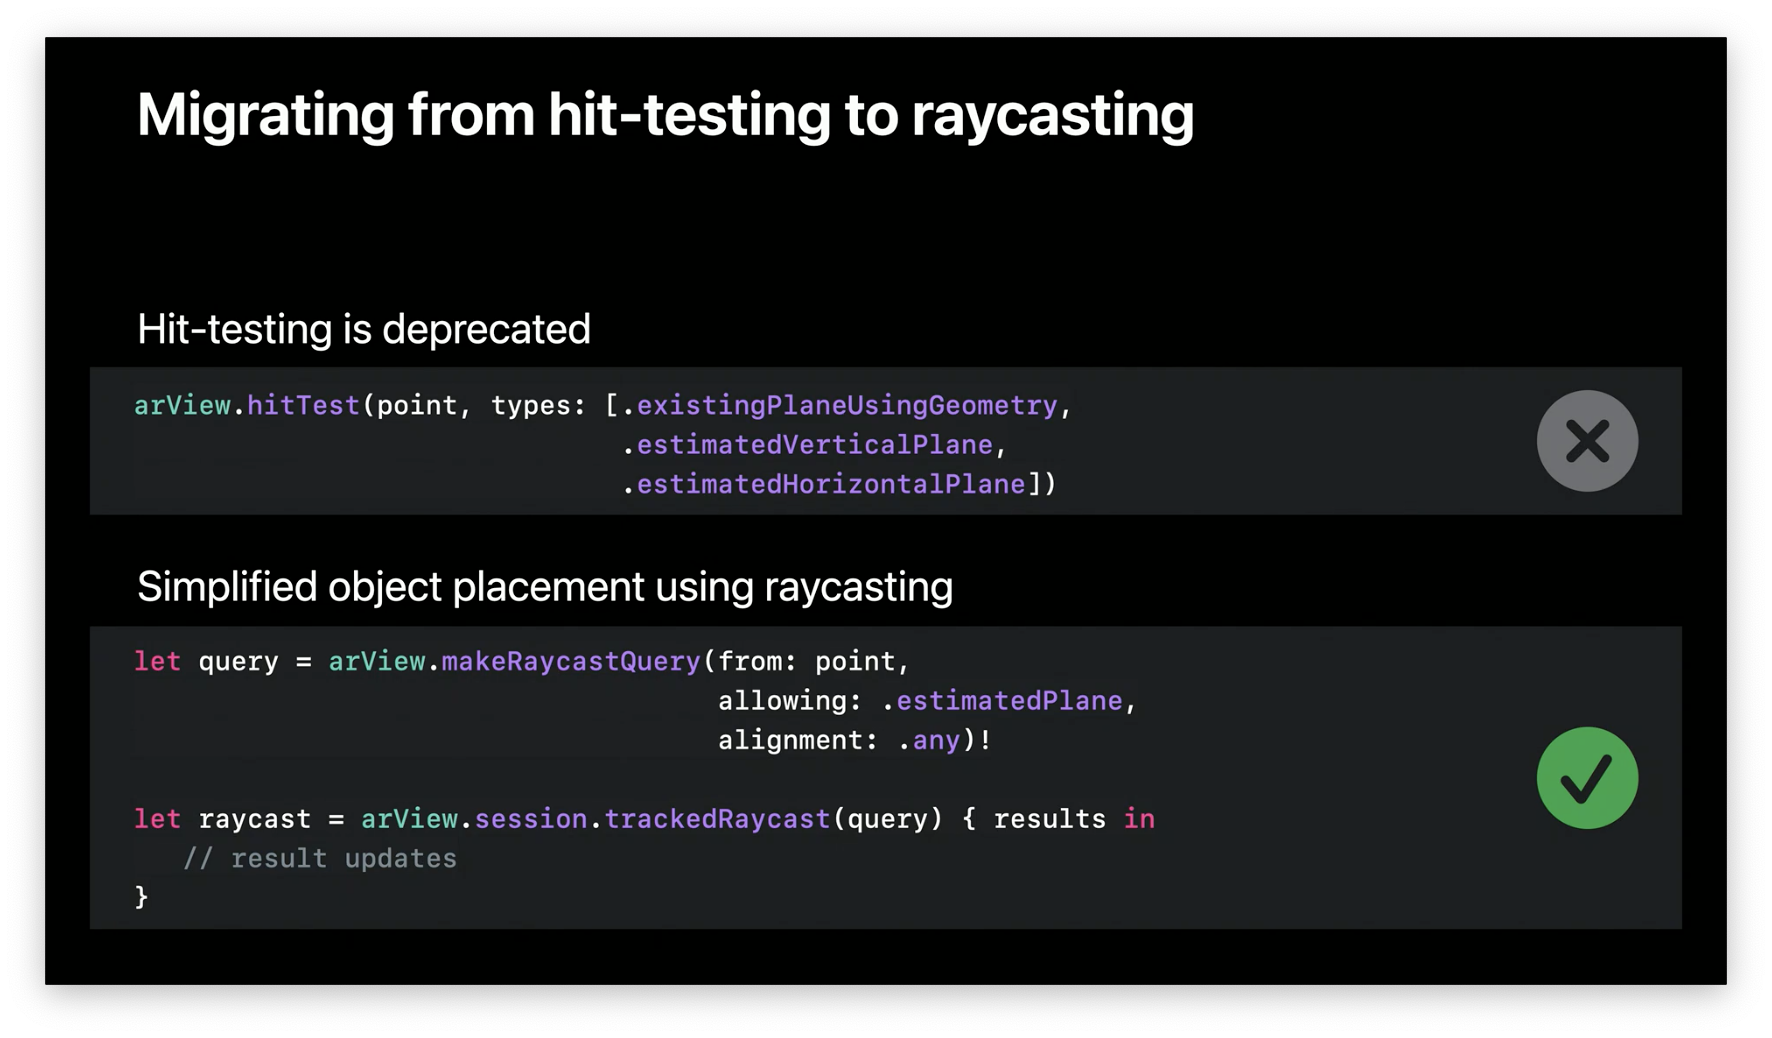 Migrating from hit-testing to raycasting
Hit-testing is deprecated
arView.hitTest(point, types: [.existingPlaneUsingGeometry,
.estimatedVerticalPlane,
.estimatedHorizontalPlane])
Simplified object placement using raycasting
let query = arView.makeRaycastQuery(from: point,
allowing: .estimatedPlane,
alignment: .any)!
let raycast = arView.session.trackedRaycast(query) { results in
// result updates
}